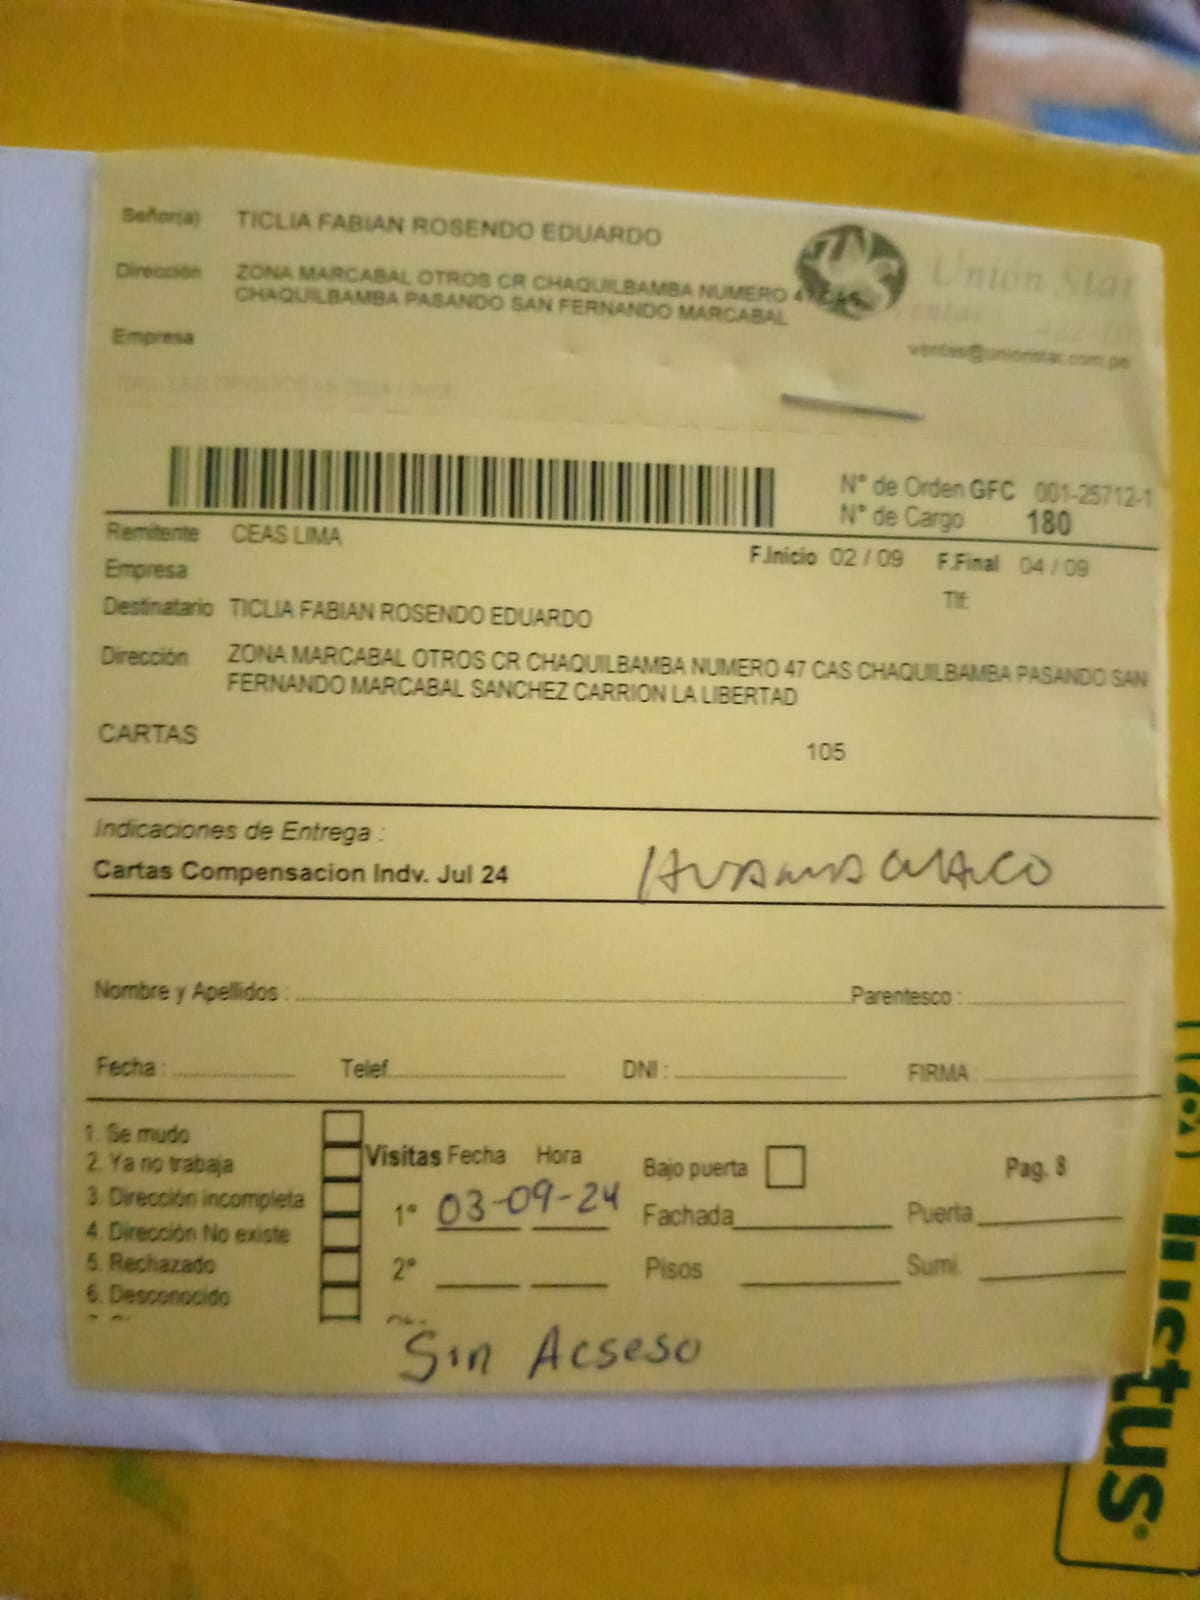 Señor(a) TICLIA FABIAN ROSENDO EDUARDO
Dirección ZONA MARCABAL OTROS CR CHAQUILBAMBA NUMERO 47 CAS
CHAQUILBAMBA PASANDO SAN FERNANDO MARCABAL
Unión Star
Ventas
Empresa
ventas@unionstar.com.pe
N° de Orden GFC 001-25712-1
N° de Cargo 180
Remitente CEAS LIMA
F.Inicio 02 / 09 F.Final 04 / 09
Empresa
Tlf:
Destinatario TICLIA FABIAN ROSENDO EDUARDO
Dirección ZONA MARCABAL OTROS CR CHAQUILBAMBA NUMERO 47 CAS CHAQUILBAMBA PASANDO SAN
FERNANDO MARCABAL SANCHEZ CARRION LA LIBERTAD
CARTAS 105
Indicaciones de Entrega :
Cartas Compensacion Indv. Jul 24
Nombre y Apellidos : Parentesco :
Fecha : Telef. DNI : FIRMA :
1. Se mudo
2. Ya no trabaja
3. Dirección incompleta
4. Dirección No existe
5. Rechazado
6. Desconocido
Visitas Fecha Hora
1° 03-09-24
2°
Bajo puerta Pag. 8
Fachada Puerta
Pisos Sumi.
Sin Acseso